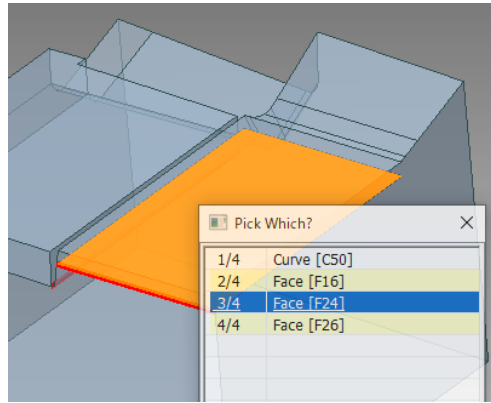 Pick Which?
1/4 Curve [C50]
2/4 Face [F16]
3/4 Face [F24]
4/4 Face [F26]